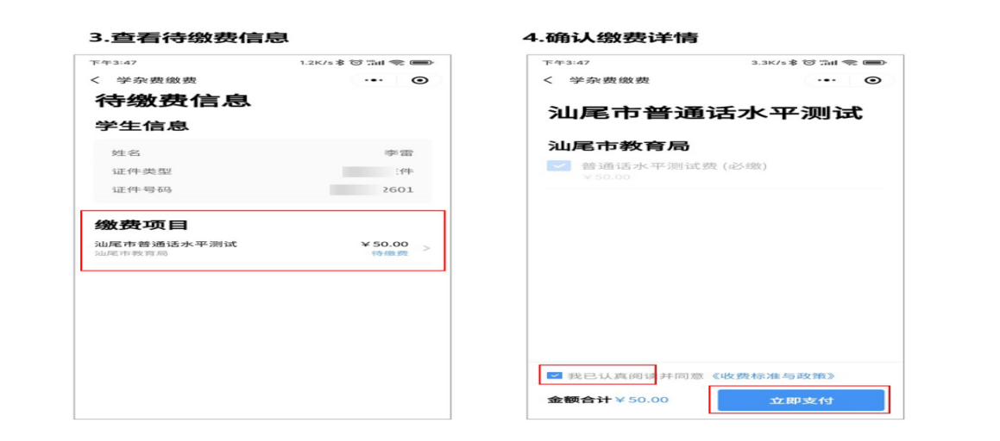 3.查看待缴费信息
下午3:47 1.2K/s
学杂费缴费
待缴费信息
学生信息
姓名 李雷
证件类型 件
证件号码 2601
缴费项目
汕尾市普通话水平测试 ¥50.00
汕尾市教育局 待缴费
4.确认缴费详情
下午3:47 3.3K/s
学杂费缴费
汕尾市普通话水平测试
汕尾市教育局
普通话水平测试费 (必缴)
¥50.00
我已认真阅读并同意《收费标准与政策》
金额合计¥50.00 立即支付